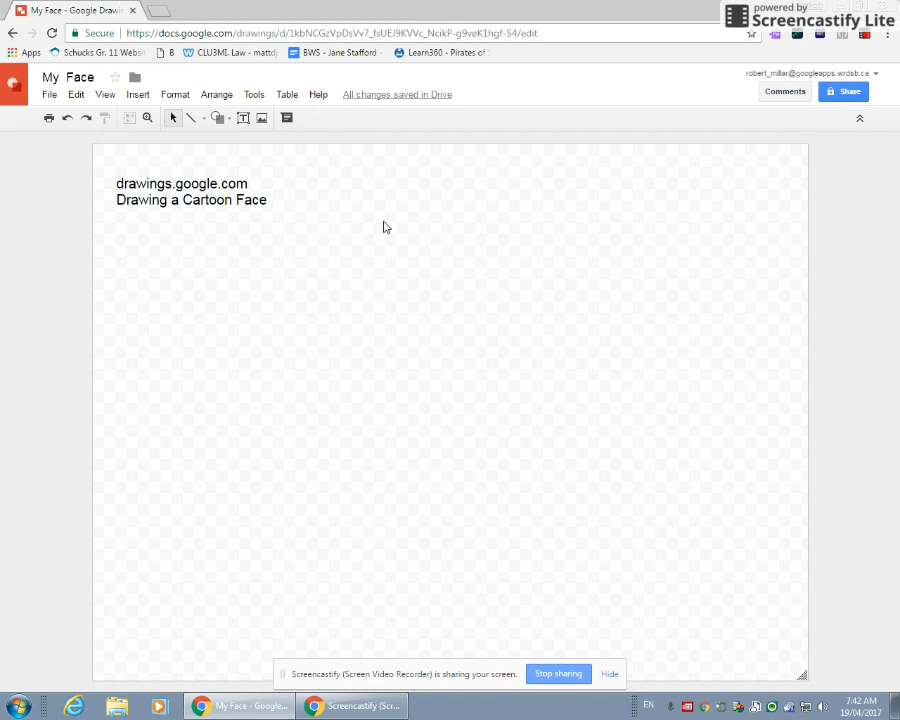 My Face - Google Drawin
powered by
Screencastify Lite
Secure
https://docs.google.com/drawings/d/1kbNCGzVpDsVv7_fsUEJ9KVVc_NcikP-g9veK1hgf-S4/edit
Apps
Schucks Gr. 11 Websit
B
CLU3M1 Law - mattd
BWS - Jane Stafford
Learn360 - Pirates of
My Face
robert_millar@googleapps.wrdsb.ca
File Edit View Insert Format Arrange Tools Table Help All changes saved in Drive
Comments
Share
drawings.google.com
Drawing a Cartoon Face
Screencastify (Screen Video Recorder) is sharing your screen.
Stop sharing
Hide
My Face - Google...
Screencastify (Scr...
EN
7:42 AM
19/04/2017